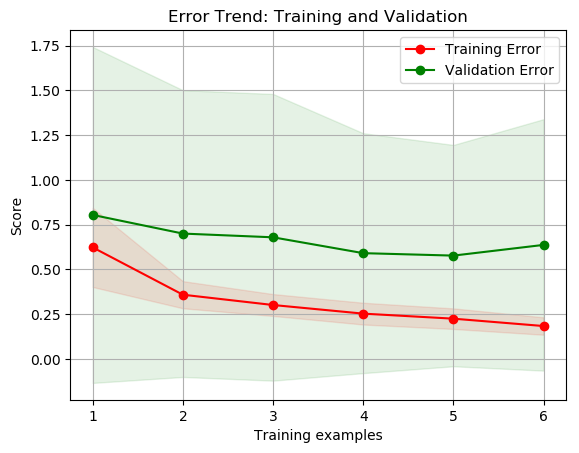 Error Trend: Training and Validation
Training Error
Validation Error
Score
1.75
1.50
1.25
1.00
0.75
0.50
0.25
0.00
1 2 3 4 5 6
Training examples